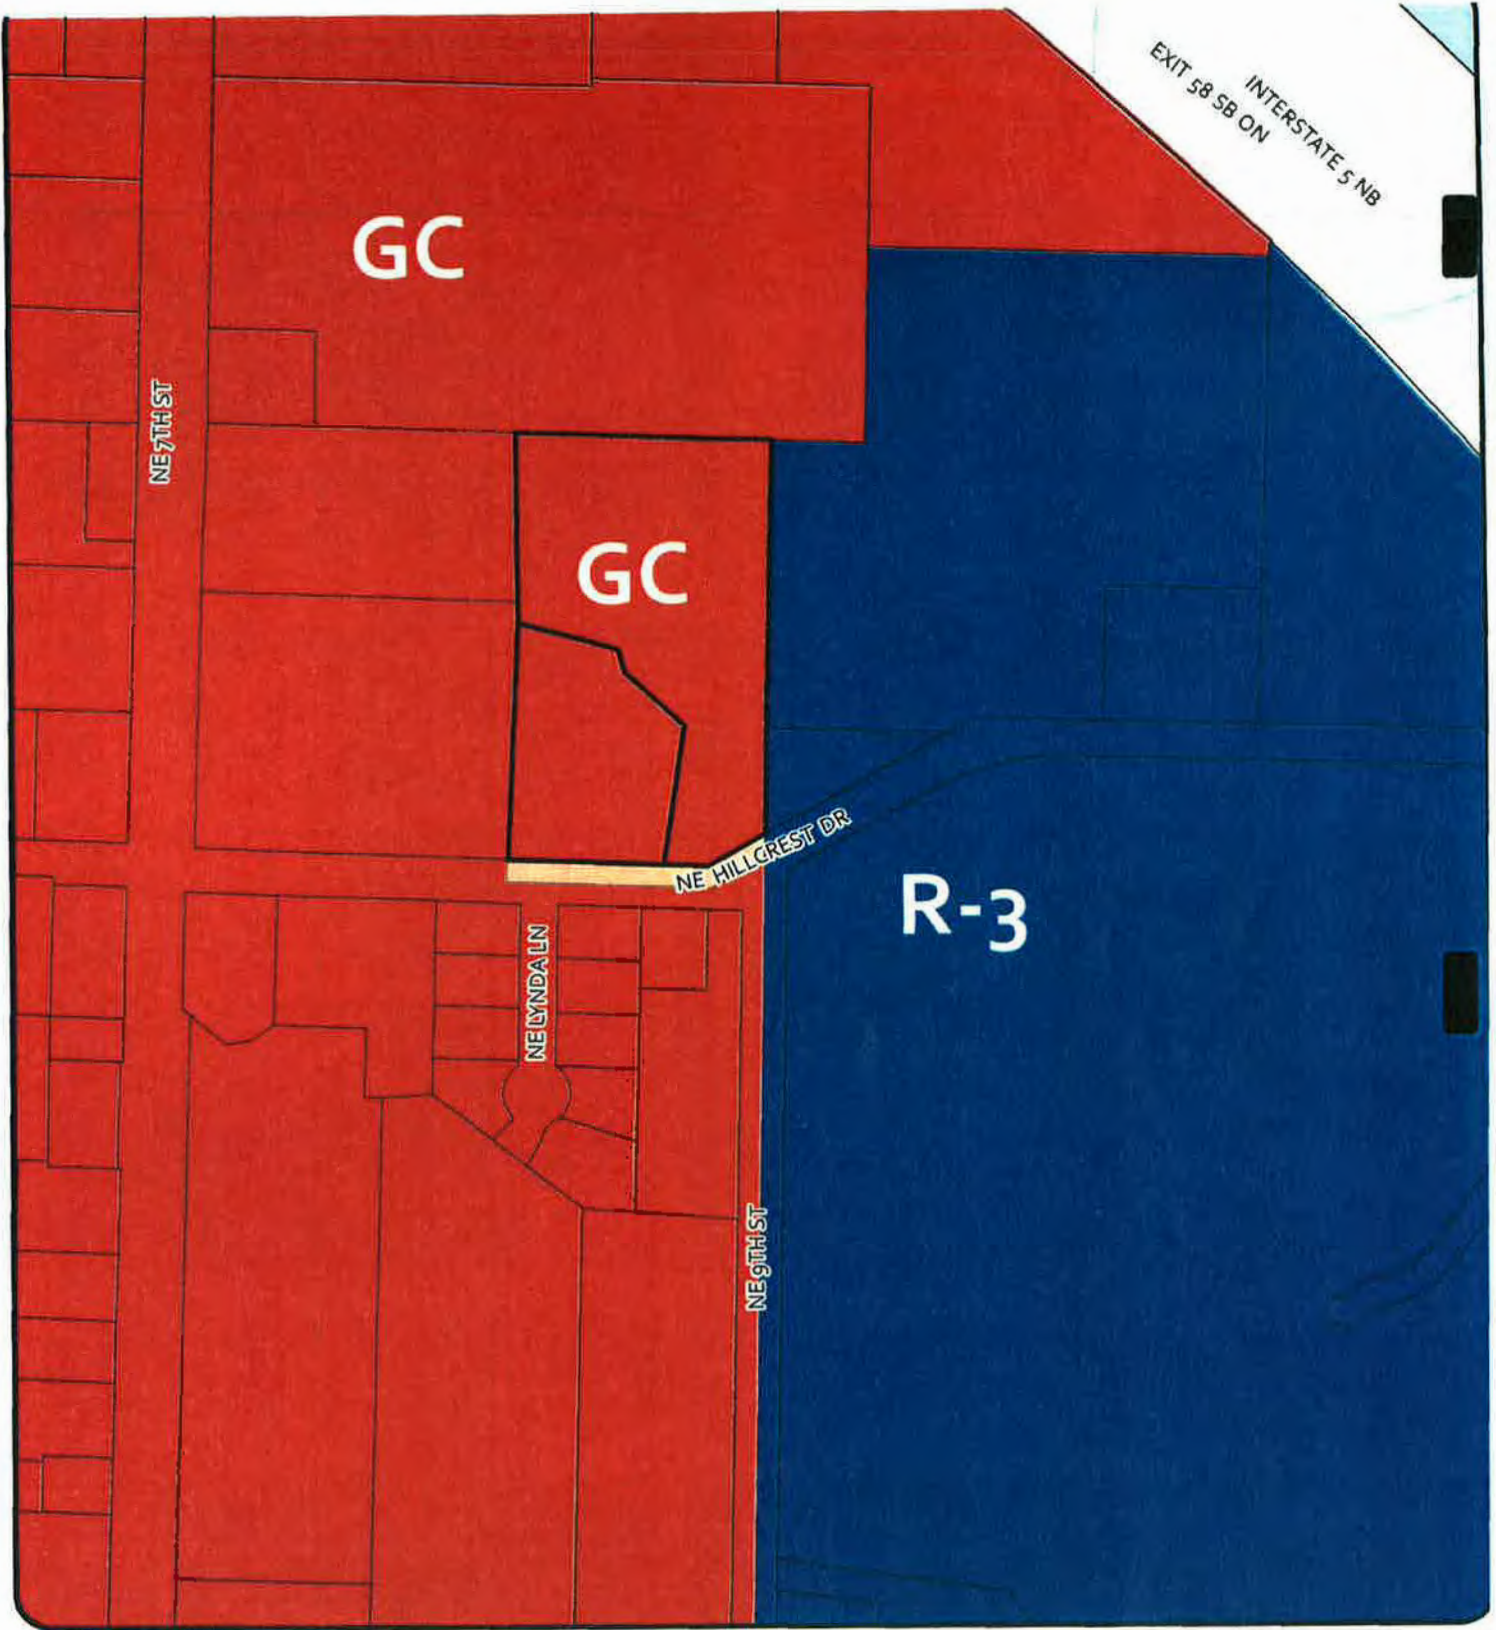 EXIT 58 SB ON
INTERSTATE 5 NB
GC
NE 7TH ST
GC
NE HILLCREST DR
R-3
NE LYNDA LN
NE 9TH ST